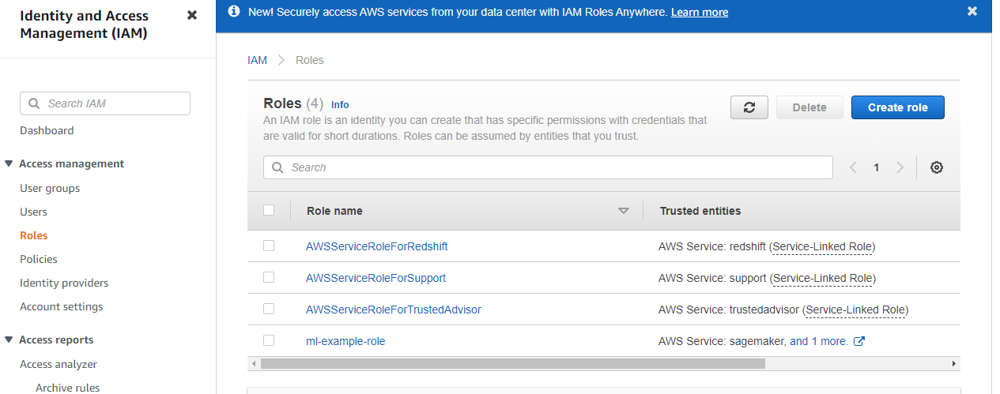 Identity and Access
Management (IAM)
Search IAM
Dashboard
Access management
User groups
Users
Roles
Policies
Identity providers
Account settings
Access reports
Access analyzer
Archive rules
New! Securely access AWS services from your data center with IAM Roles Anywhere. Learn more
IAM > Roles
Roles (4) Info
An IAM role is an identity you can create that has specific permissions with credentials that
are valid for short durations. Roles can be assumed by entities that you trust.
Delete
Create role
Search
1
Role name Trusted entities
AWSServiceRoleForRedshift AWS Service: redshift (Service-Linked Role)
AWSServiceRoleForSupport AWS Service: support (Service-Linked Role)
AWSServiceRoleForTrustedAdvisor AWS Service: trustedadvisor (Service-Linked Role)
ml-example-role AWS Service: sagemaker, and 1 more.